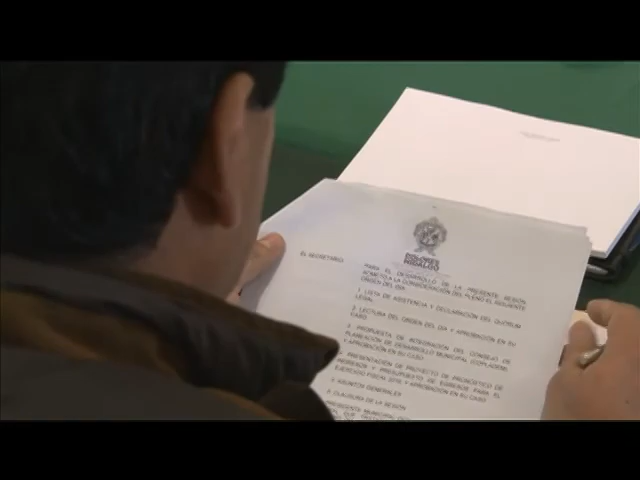 DOLORES
HIDALGO
EL SECRETARIO.
PARA EL DESARROLLO DE LA PRESENTE SESIÓN,
SOMETO A LA CONSIDERACIÓN DEL PLENO EL SIGUIENTE
ORDEN DEL DÍA
1. LISTA DE ASISTENCIA Y DECLARACIÓN DEL QUÓRUM
LEGAL
2. LECTURA DEL ORDEN DEL DÍA Y APROBACIÓN EN SU
CASO
3. PROPUESTA DE INTEGRACIÓN DEL CONSEJO DE
PLANEACIÓN DE DESARROLLO MUNICIPAL (COPLADEM)
Y APROBACIÓN EN SU CASO
PRESENTACIÓN DE PROYECTO DE PRONÓSTICO DE
INGRESOS Y PRESUPUESTO DE EGRESOS PARA EL
EJERCICIO FISCAL Y APROBACIÓN EN SU CASO
ASUNTOS GENERALES
CLAUSURA DE LA SESIÓN
PRESIDENTE MUNICIPAL